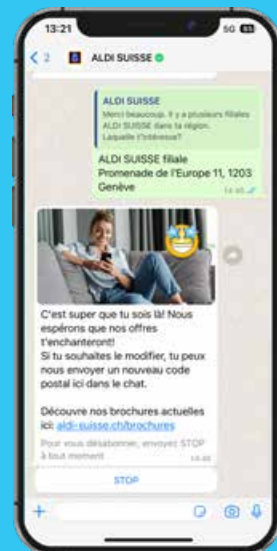 13:21
5G
2
ALDI SUISSE
ALDI SUISSE
Merci beaucoup. Il y a plusieurs filiales
ALDI SUISSE dans ta région.
Laquelle t'intéresse?
ALDI SUISSE filiale
Promenade de l'Europe 11, 1203
Genève
C'est super que tu sois là! Nous
espérons que nos offres
t'enchanteront!
Si tu souhaites le modifier, tu peux
nous envoyer un nouveau code
postal ici dans le chat.
Découvre nos brochures actuelles
ici: aldi-suisse.ch/brochures
Pour vous désabonner, envoyez STOP
à tout moment
STOP